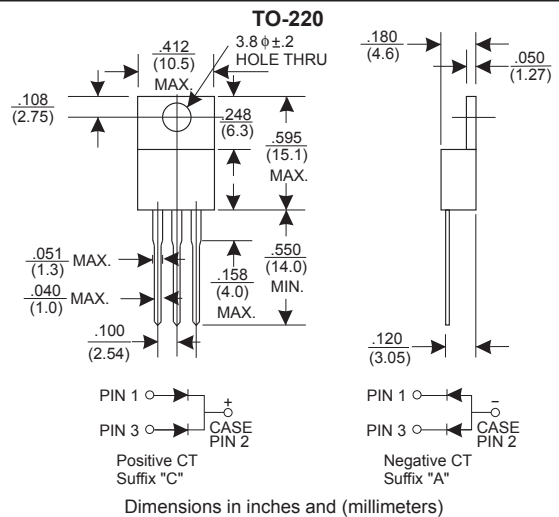 TO-220
.412
(10.5)
MAX.
3.8 ϕ±.2
HOLE THRU
.180
(4.6)
.050
(1.27)
.108
(2.75)
.248
(6.3)
.595
(15.1)
MAX.
.051
(1.3) MAX.
.040
(1.0) MAX.
.158
(4.0)
MAX.
.550
(14.0)
MIN.
.100
(2.54)
.120
(3.05)
PIN 1
PIN 3
+
CASE
PIN 2
Positive CT
Suffix "C"
PIN 1
PIN 3
−
CASE
PIN 2
Negative CT
Suffix "A"
Dimensions in inches and (millimeters)